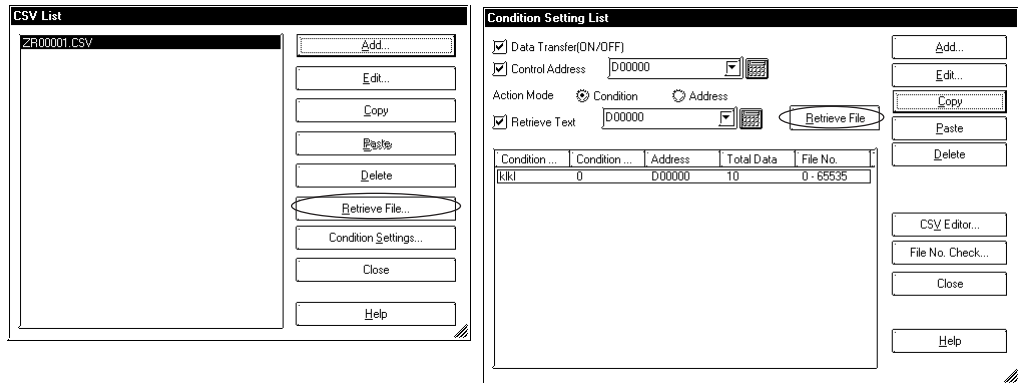 CSV List
ZR00001.CSV
Add...
Edit...
Copy
Paste
Delete
Retrieve File...
Condition Settings...
Close
Help
Condition Setting List
Data Transfer(ON/OFF)
Control Address D00000
Action Mode Condition Address
Retrieve Text D00000 Retrieve File
Condition ... Condition ... Address Total Data File No.
klkl 0 D00000 10 0 - 65535
Add...
Edit...
Copy
Paste
Delete
CSV Editor...
File No. Check...
Close
Help